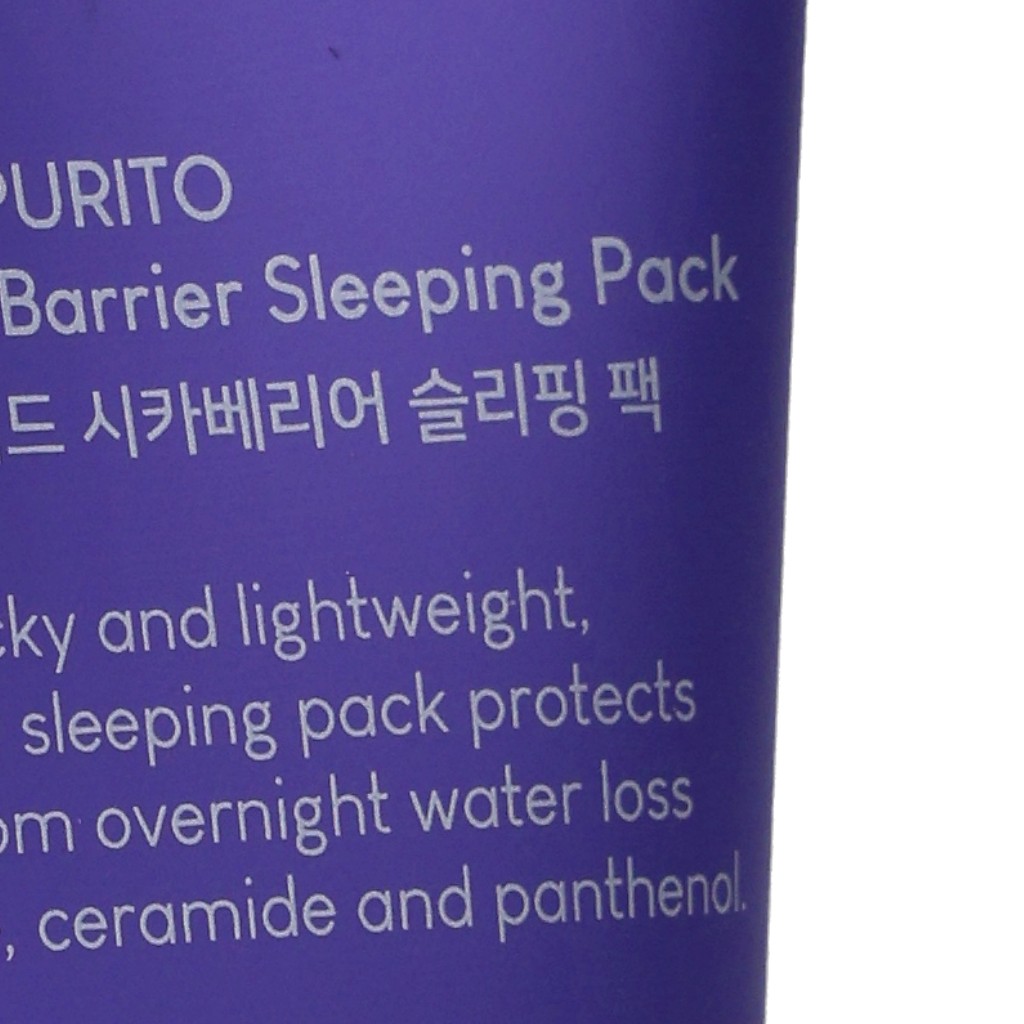 PURITO
Barrier Sleeping Pack
드 시카베리어 슬리핑 팩
cky and lightweight,
sleeping pack protects
om overnight water loss
, ceramide and panthenol.